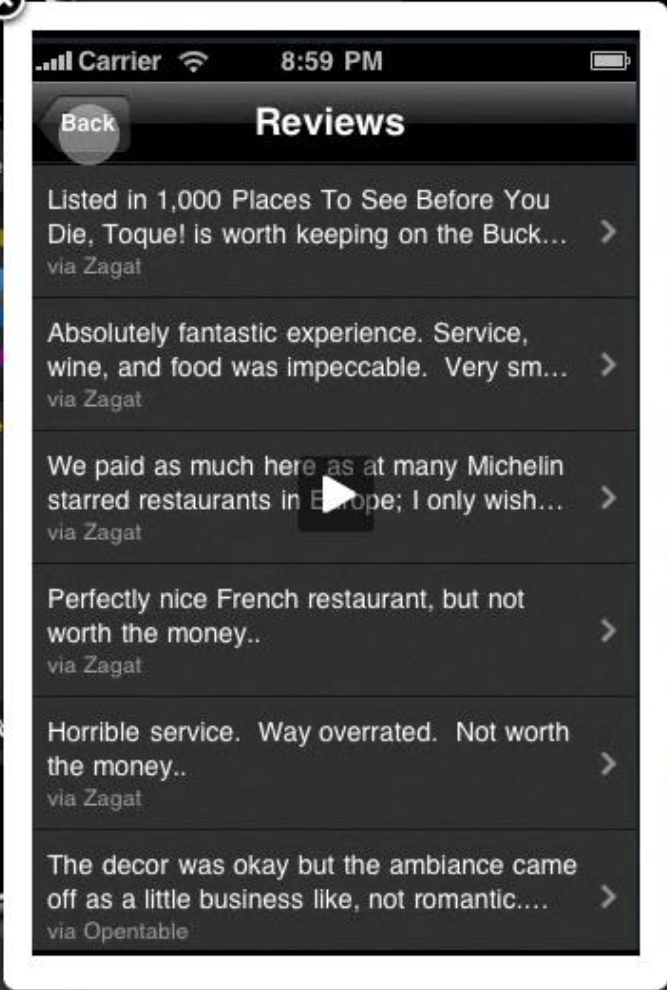 Carrier 8:59 PM
Back Reviews
Listed in 1,000 Places To See Before You
Die, Toque! is worth keeping on the Buck...
via Zagat
Absolutely fantastic experience. Service,
wine, and food was impeccable.  Very sm...
via Zagat
We paid as much here as at many Michelin
starred restaurants in Europe; I only wish...
via Zagat
Perfectly nice French restaurant, but not
worth the money..
via Zagat
Horrible service.  Way overrated.  Not worth
the money..
via Zagat
The decor was okay but the ambiance came
off as a little business like, not romantic....
via Opentable